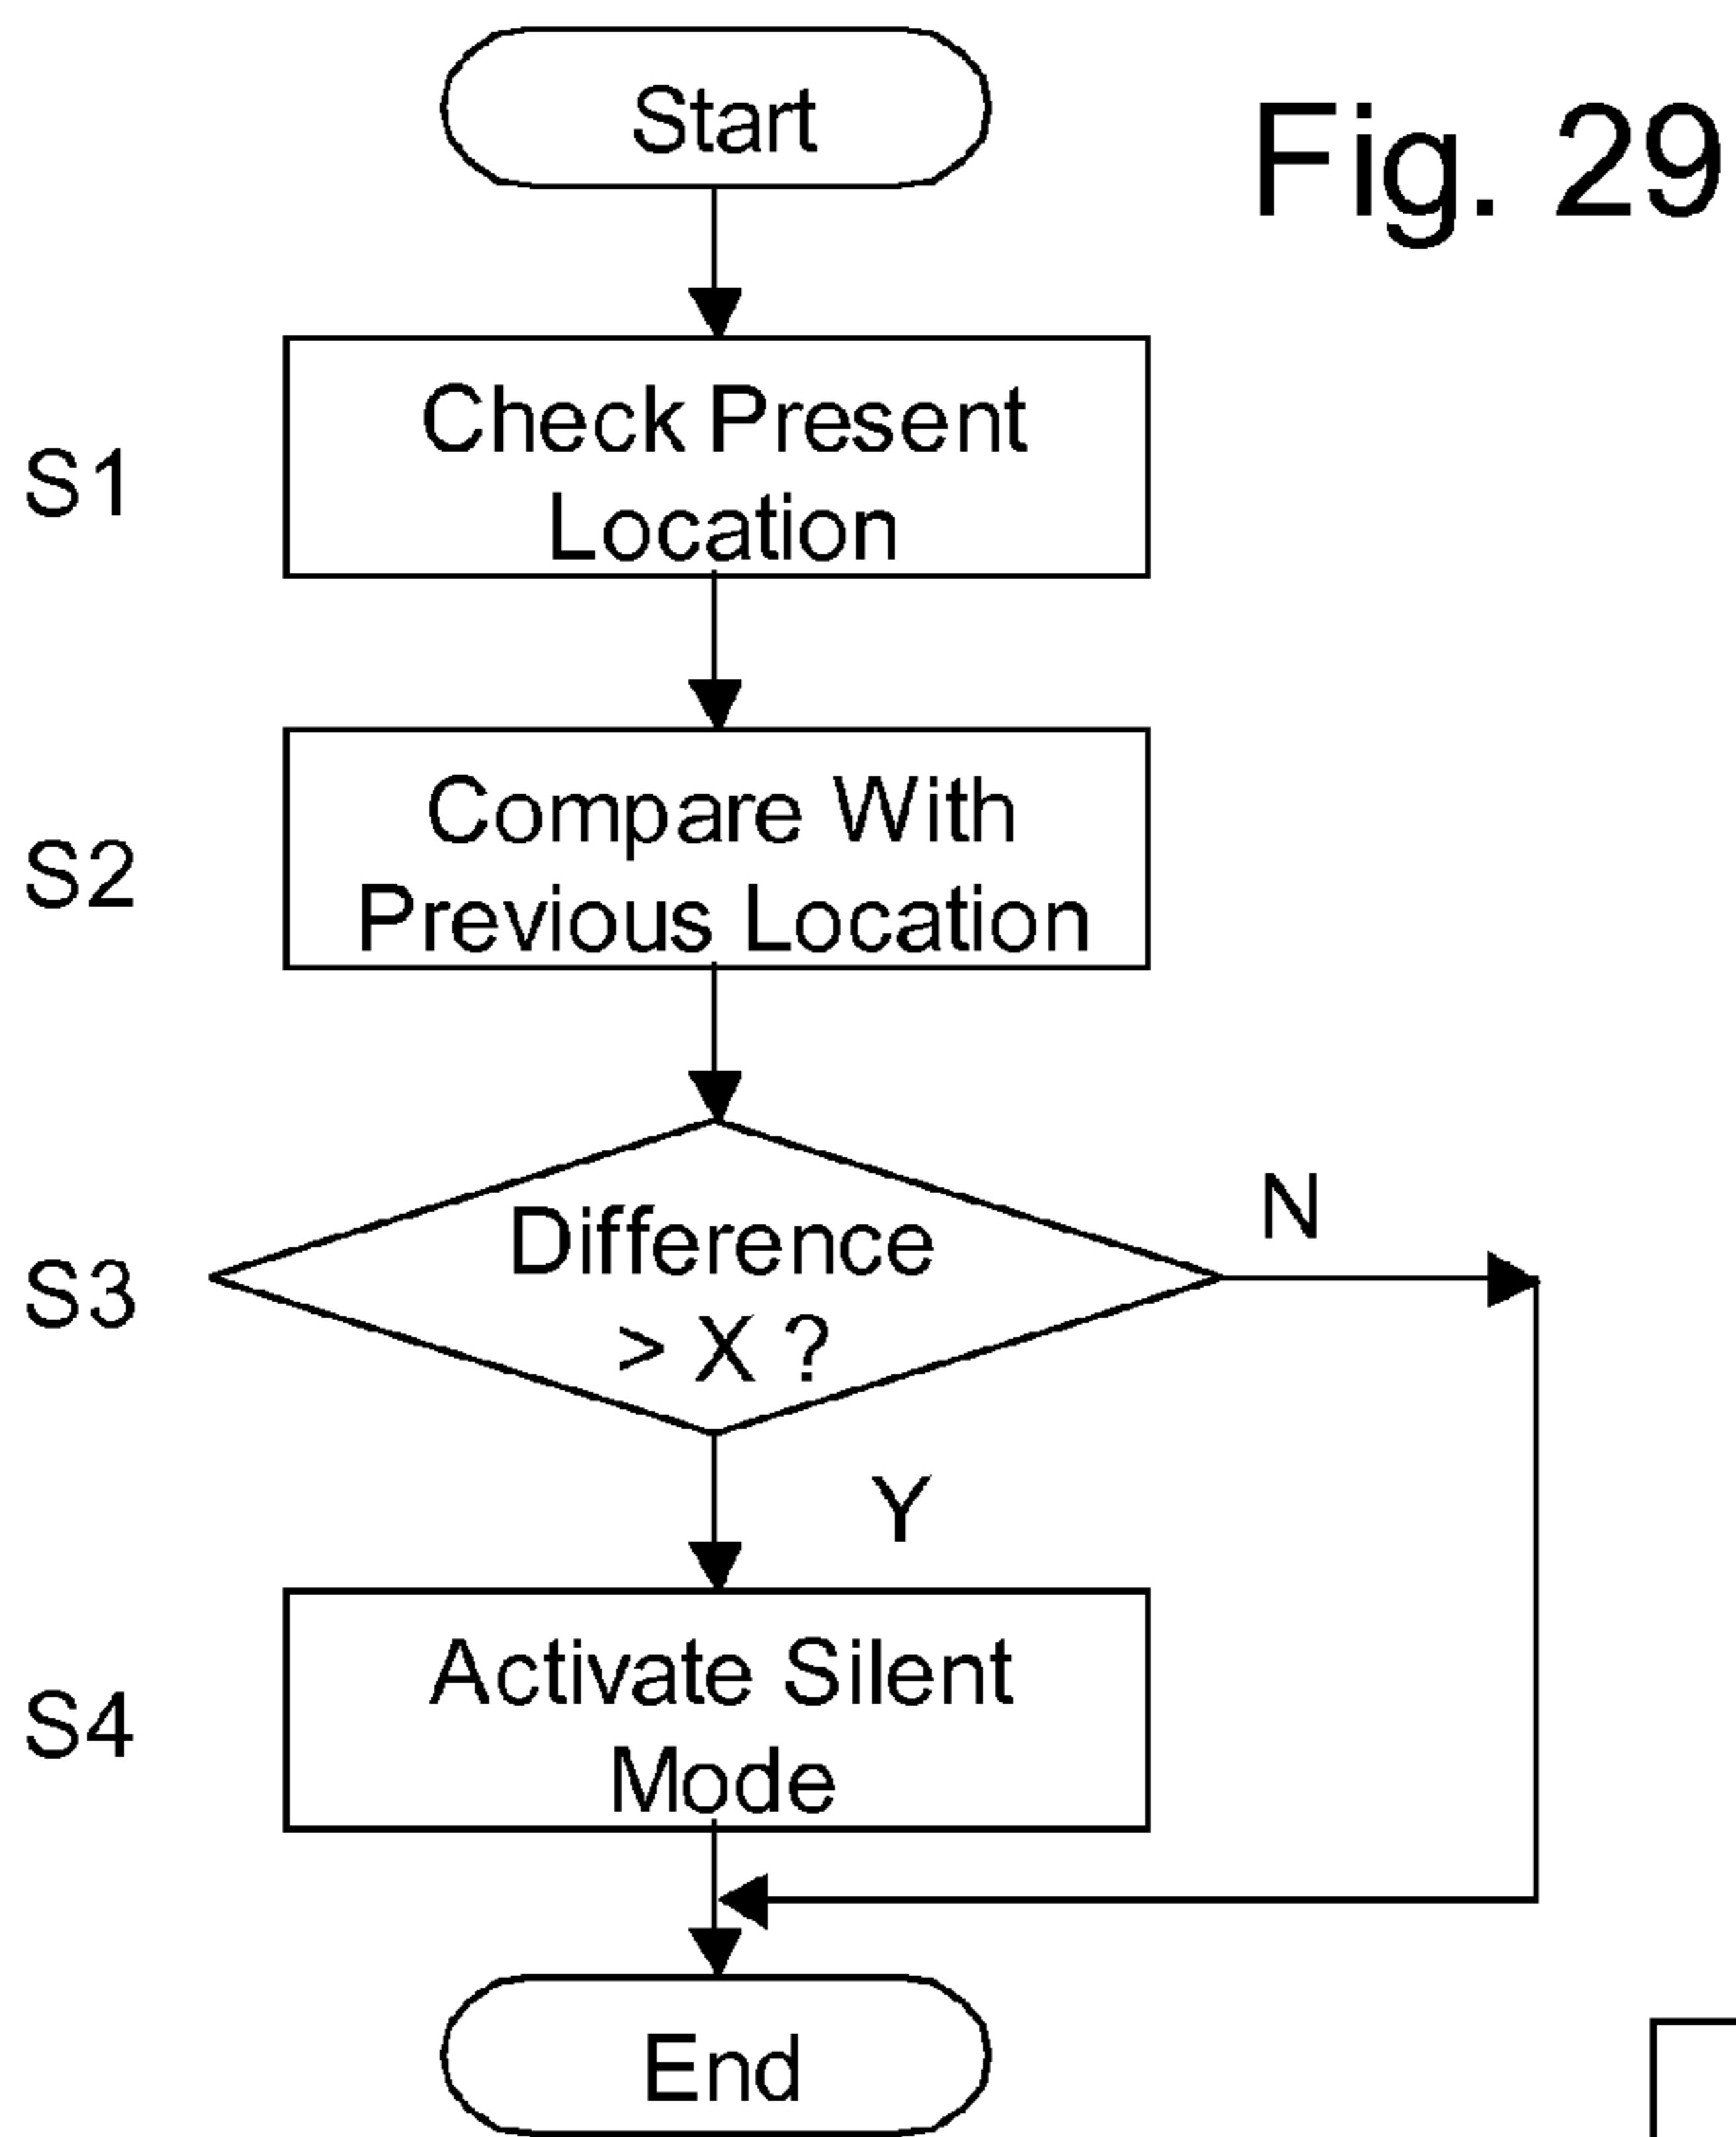 Start
Fig. 29
S1
Check Present
Location
S2
Compare With
Previous Location
S3
Difference
> X ?
N
Y
S4
Activate Silent
Mode
End